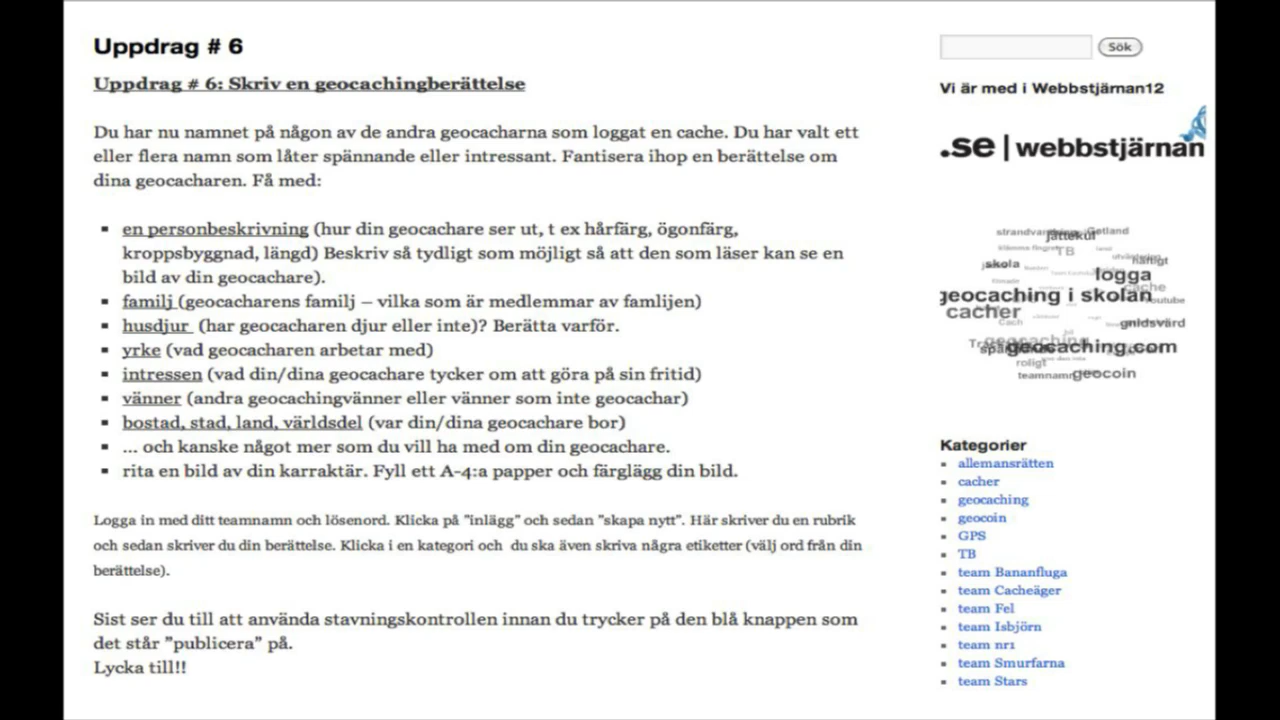 Uppdrag # 6
Uppdrag # 6: Skriv en geocachingberättelse
Du har nu namnet på någon av de andra geocacharna som loggat en cache. Du har valt ett
eller flera namn som låter spännande eller intressant. Fantisera ihop en berättelse om
dina geocacharen. Få med:
en personbeskrivning (hur din geocachare ser ut, t ex hårfärg, ögonfärg,
kroppsbyggnad, längd) Beskriv så tydligt som möjligt så att den som läser kan se en
bild av din geocachare).
familj (geocacharens familj – vilka som är medlemmar av famlijen)
husdjur (har geocacharen djur eller inte)? Berätta varför.
yrke (vad geocacharen arbetar med)
intressen (vad din/dina geocachare tycker om att göra på sin fritid)
vänner (andra geocachingvänner eller vänner som inte geocachar)
bostad, stad, land, världsdel (var din/dina geocachare bor)
... och kanske något mer som du vill ha med om din geocachare.
rita en bild av din karraktär. Fyll ett A-4:a papper och färglägg din bild.
Logga in med ditt teamnamn och lösenord. Klicka på ”inlägg” och sedan ”skapa nytt”. Här skriver du en rubrik
och sedan skriver du din berättelse. Klicka i en kategori och du ska även skriva några etiketter (välj ord från din
berättelse).
Sist ser du till att använda stavningskontrollen innan du trycker på den blå knappen som
det står ”publicera” på.
Lycka till!!
Sök
Vi är med i Webbstjärnan12
.se | webbstjärnan
jättekul Gotland
TB
skola häftigt
logga
cache
geocaching i skolan youtube
cacher
gnidsvärd
geocaching
geocaching.com
roligt
teamnamn geocoin
Kategorier
allemansrätten
cacher
geocaching
geocoin
GPS
TB
team Bananfluga
team Cacheäger
team Fel
team Isbjörn
team nr1
team Smurfarna
team Stars